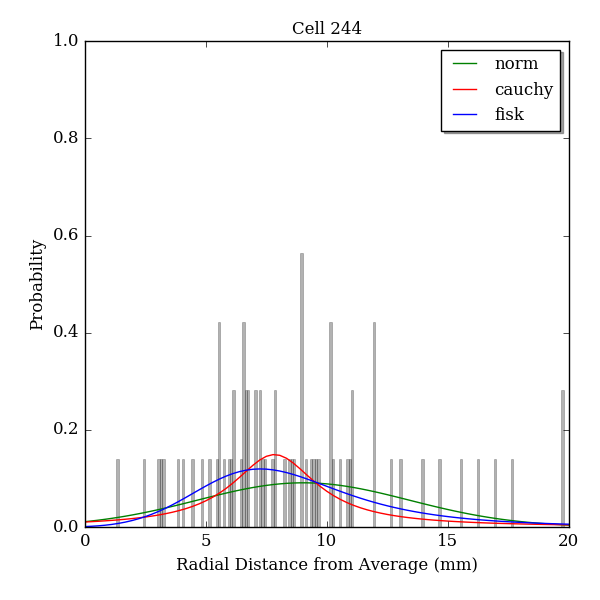 Cell 244
1.0
0.8
0.6
0.4
0.2
0.0
Probability
norm
cauchy
fisk
0 5 10 15 20
Radial Distance from Average (mm)